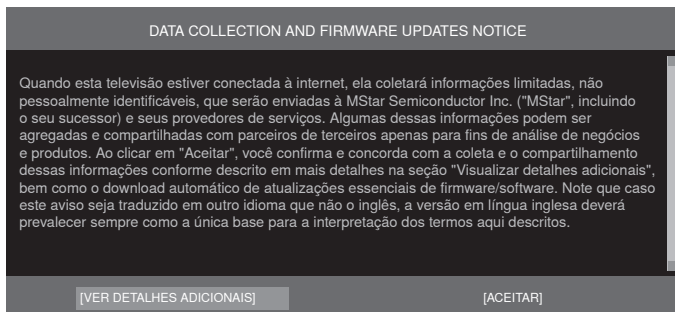 DATA COLLECTION AND FIRMWARE UPDATES NOTICE
Quando esta televisão estiver conectada à internet, ela coletará informações limitadas, não
pessoalmente identificáveis, que serão enviadas à MStar Semiconductor Inc. ("MStar", incluindo
o seu sucessor) e seus provedores de serviços. Algumas dessas informações podem ser
agregadas e compartilhadas com parceiros de terceiros apenas para fins de análise de negócios
e produtos. Ao clicar em "Aceitar", você confirma e concorda com a coleta e o compartilhamento
dessas informações conforme descrito em mais detalhes na seção "Visualizar detalhes adicionais",
bem como o download automático de atualizações essenciais de firmware/software. Note que caso
este aviso seja traduzido em outro idioma que não o inglês, a versão em língua inglesa deverá
prevalecer sempre como a única base para a interpretação dos termos aqui descritos.
[VER DETALHES ADICIONAIS]
[ACEITAR]